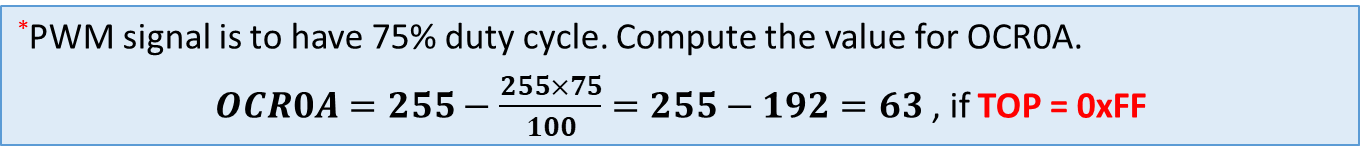 *PWM signal is to have 75% duty cycle. Compute the value for OCR0A.
OCR0A = 255 − 255×75/100 = 255 − 192 = 63 , if TOP = 0xFF